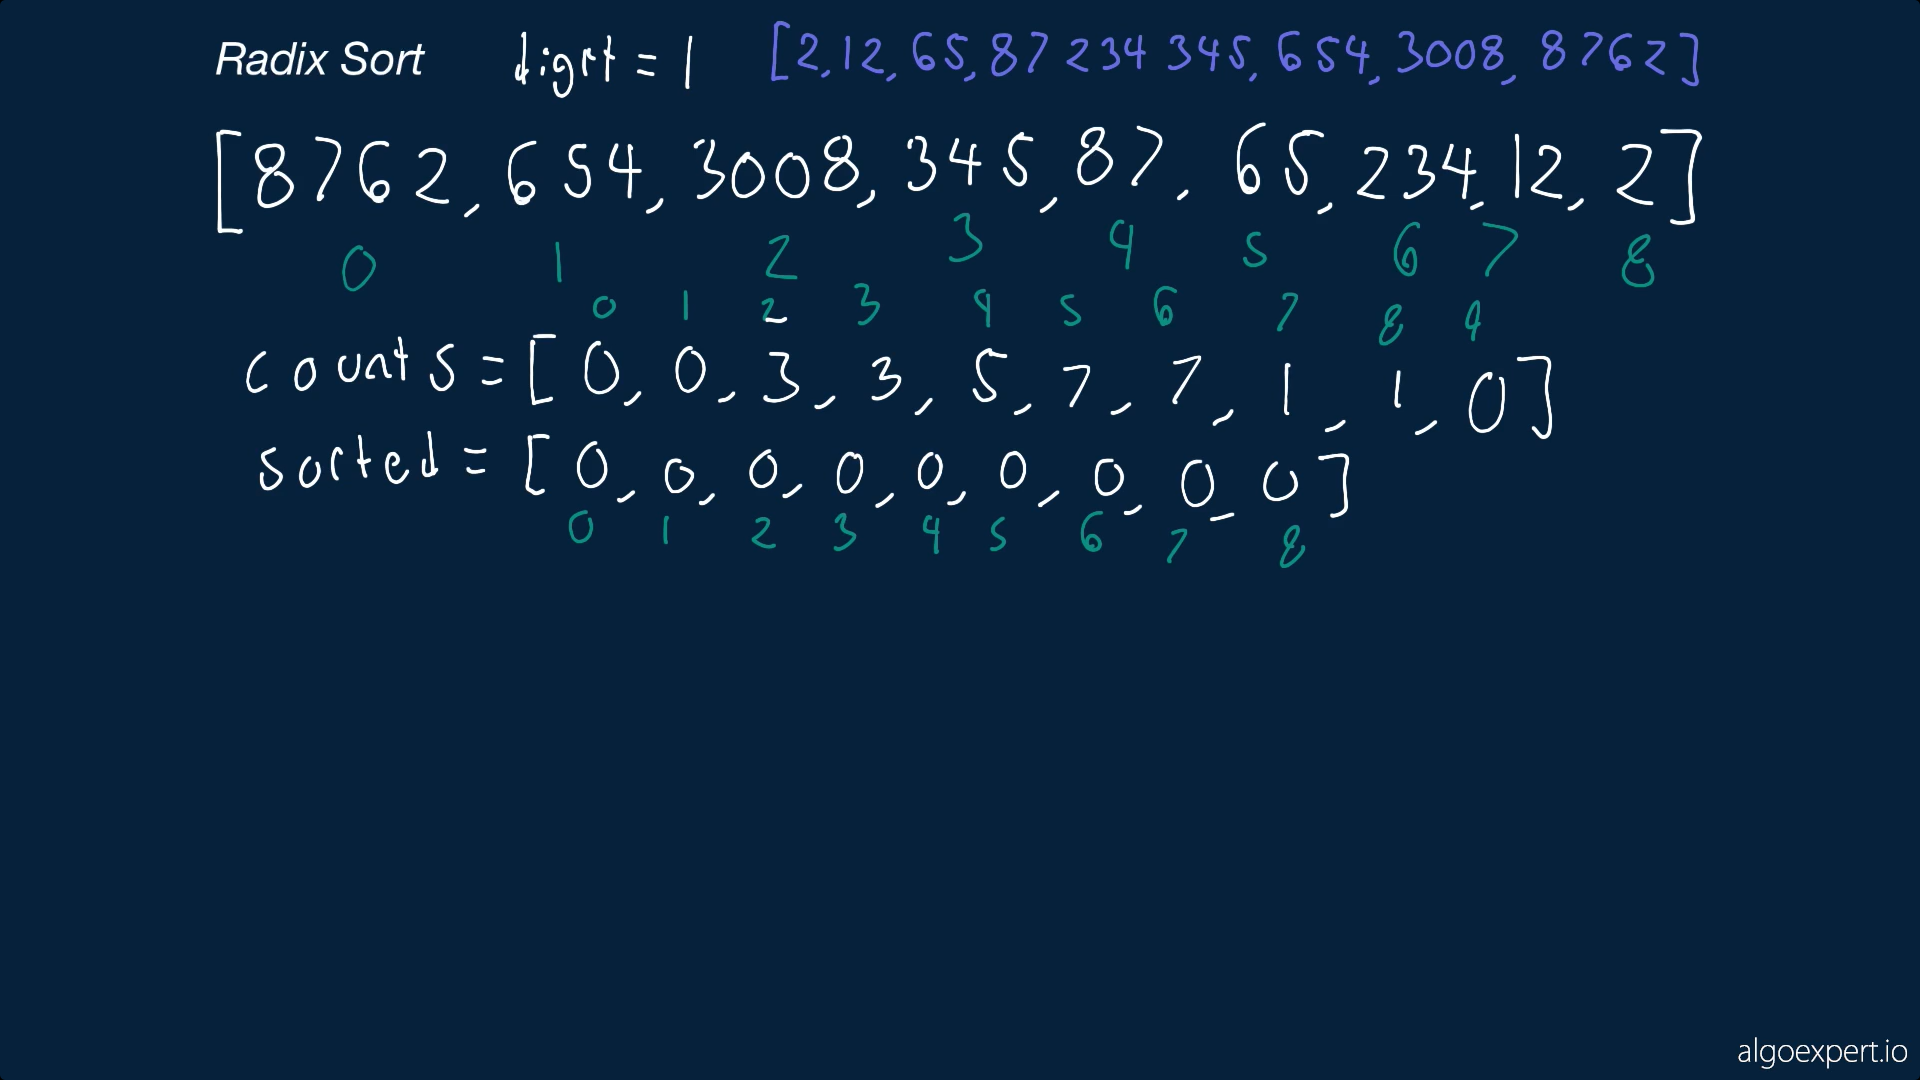 Radix Sort digit = 1 [2, 12, 65, 87 234 345, 654, 3008, 8762]
[8762, 654, 3008, 345, 87, 65, 234, 12, 2]
0 1 2 3 4 5 6 7 8
0 1 2 3 4 5 6 7 8 9
counts = [0, 0, 3, 3, 5, 7, 7, 1, 1, 0]
sorted = [0, 0, 0, 0, 0, 0, 0, 0, 0]
0 1 2 3 4 5 6 7 8
algoexpert.io